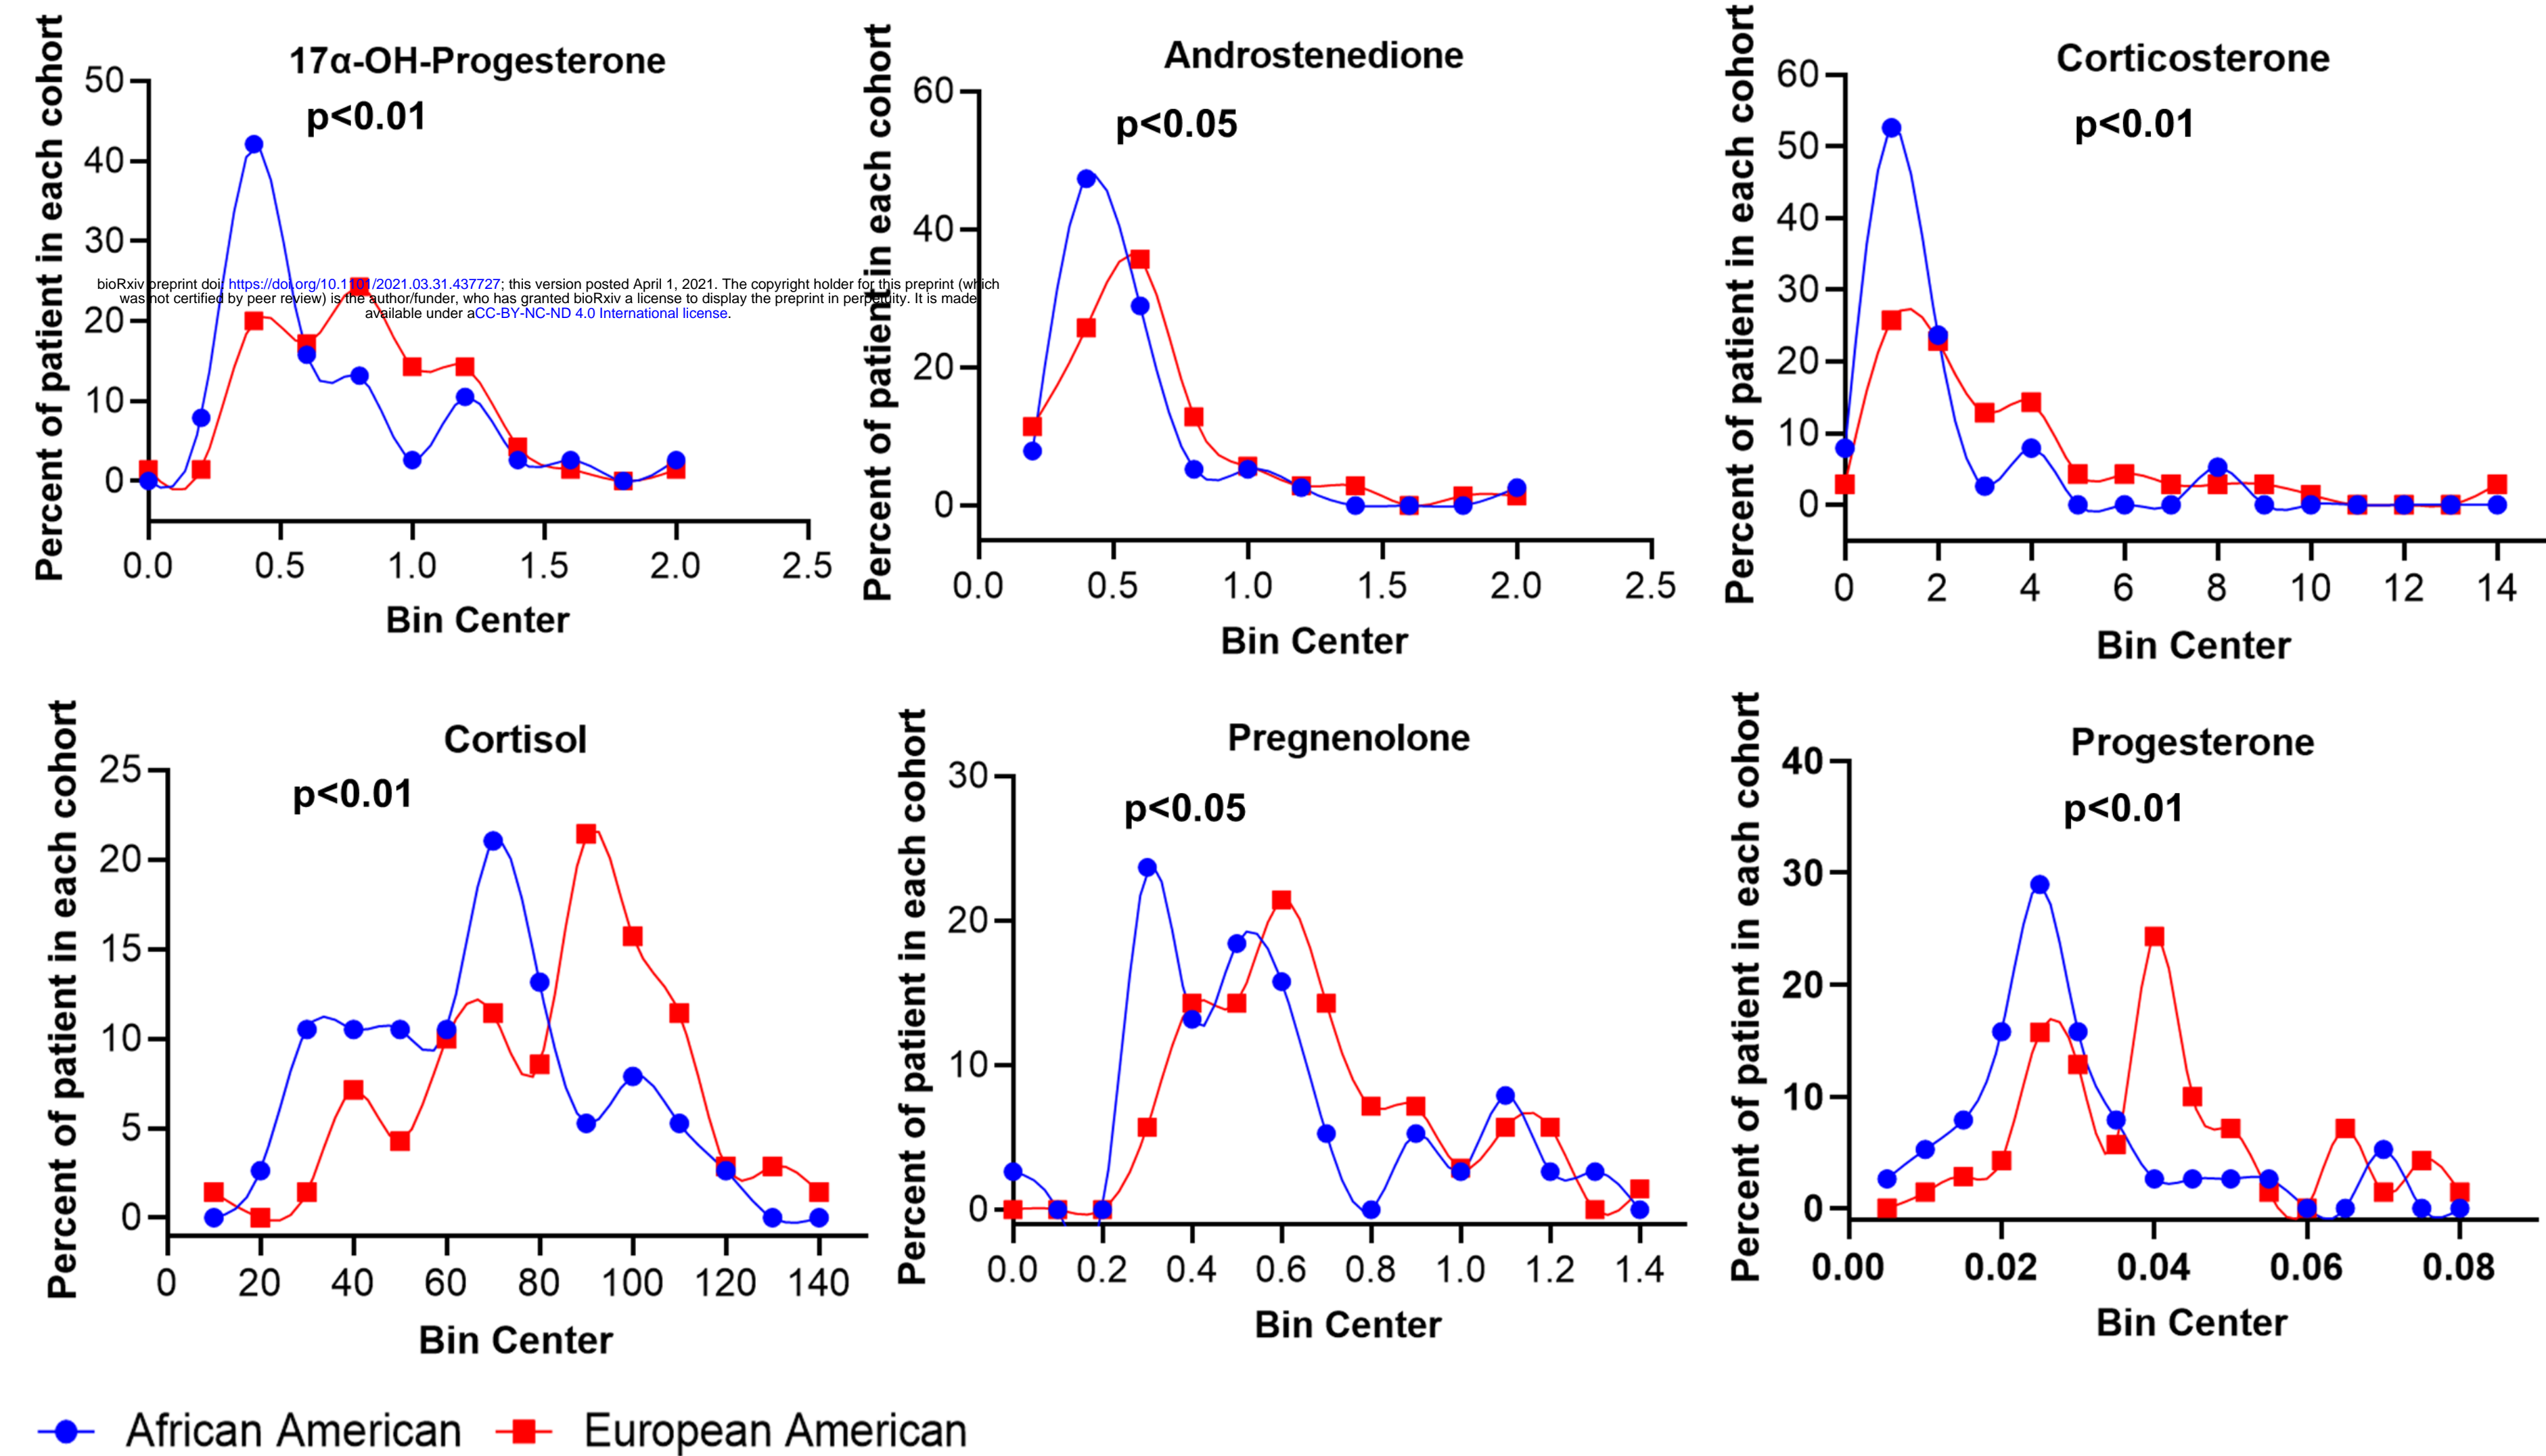 17α-OH-Progesterone
p<0.01
Percent of patient in each cohort
50
40
30
20
10
0
0.0 0.5 1.0 1.5 2.0 2.5
Bin Center
bioRxiv preprint doi: https://doi.org/10.1101/2021.03.31.437727; this version posted April 1, 2021. The copyright holder for this preprint (which
was not certified by peer review) is the author/funder, who has granted bioRxiv a license to display the preprint in perpetuity. It is made
available under aCC-BY-NC-ND 4.0 International license.
Androstenedione
p<0.05
Percent of patient in each cohort
60
40
20
0
0.0 0.5 1.0 1.5 2.0 2.5
Bin Center
Corticosterone
p<0.01
Percent of patient in each cohort
60
50
40
30
20
10
0
0 2 4 6 8 10 12 14
Bin Center
Cortisol
p<0.01
Percent of patient in each cohort
25
20
15
10
5
0
0 20 40 60 80 100 120 140
Bin Center
Pregnenolone
p<0.05
Percent of patient in each cohort
30
20
10
0
0.0 0.2 0.4 0.6 0.8 1.0 1.2 1.4
Bin Center
Progesterone
p<0.01
Percent of patient in each cohort
40
30
20
10
0
0.00 0.02 0.04 0.06 0.08
Bin Center
African American European American